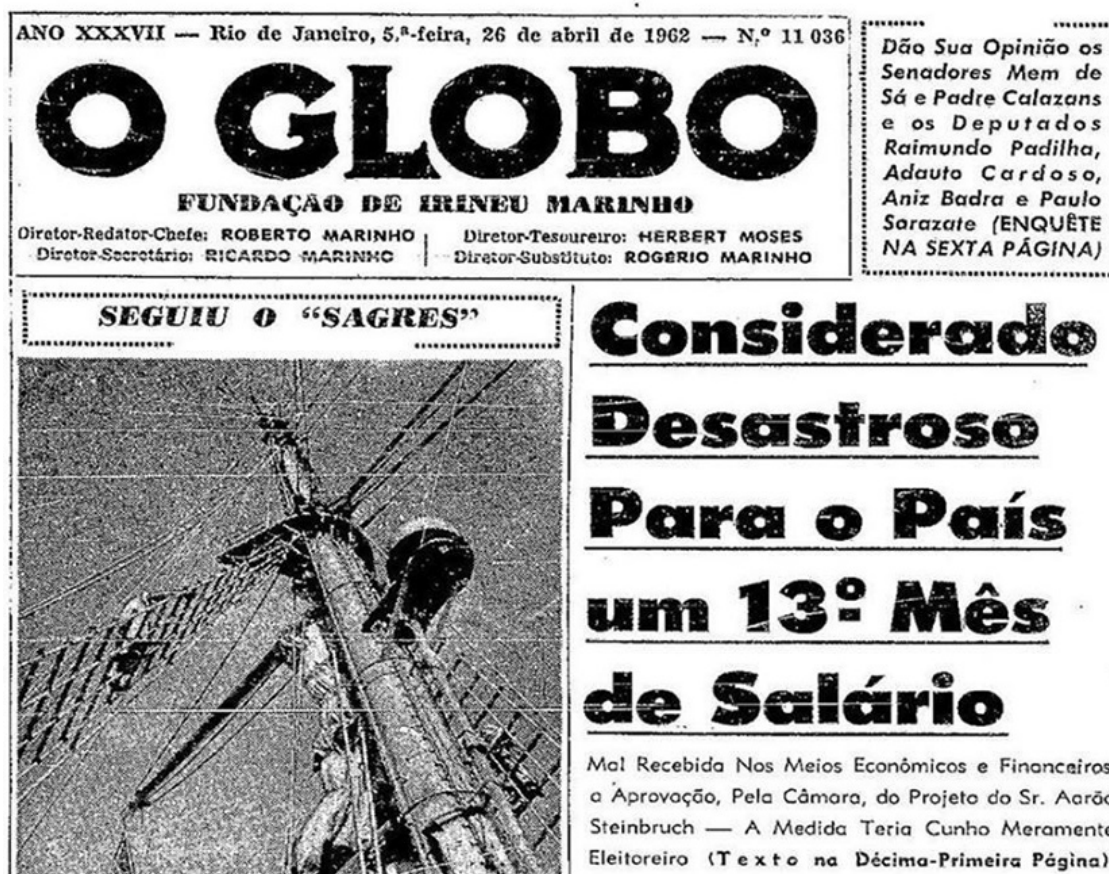 ANO XXXVII — Rio de Janeiro, 5.ª-feira, 26 de abril de 1962 — N.º 11 036
O GLOBO
FUNDAÇÃO DE IRINEU MARINHO
Diretor-Redator-Chefe: ROBERTO MARINHO
Diretor-Secretário: RICARDO MARINHO
Diretor-Tesoureiro: HERBERT MOSES
Diretor-Substituto: ROGÉRIO MARINHO
Dão Sua Opinião os
Senadores Mem de
Sá e Padre Calazans
e os Deputados
Raimundo Padilha,
Adauto Cardoso,
Aniz Badra e Paulo
Sarazate (ENQUÊTE
NA SEXTA PÁGINA)
SEGUIU O “SAGRES”
Considerado
Desastroso
Para o País
um 13º Mês
de Salário
Mal Recebida Nos Meios Econômicos e Financeiros
a Aprovação, Pela Câmara, do Projeto do Sr. Aarão
Steinbruch — A Medida Teria Cunho Meramente
Eleitoreiro (Texto na Décima-Primeira Página)